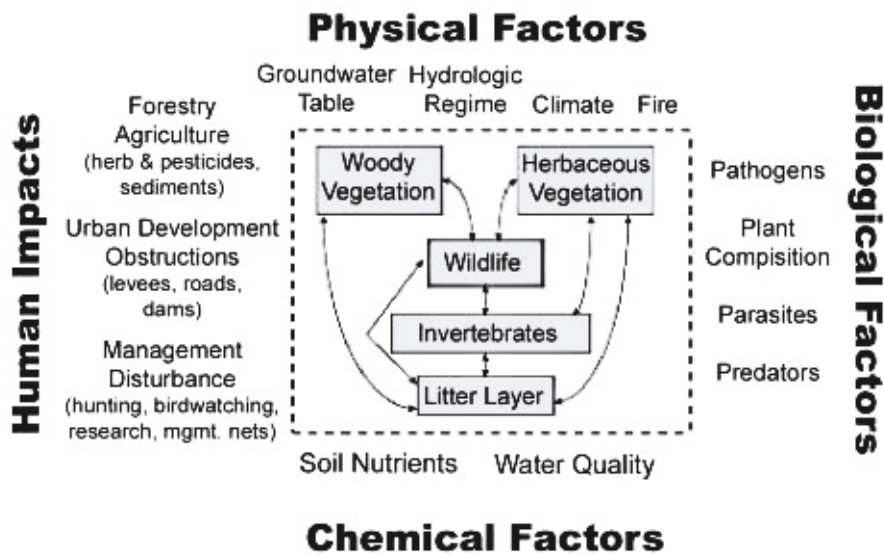 Physical Factors
Groundwater Hydrologic
Table Regime Climate Fire
Human Impacts
Forestry
Agriculture
(herb & pesticides,
sediments)
Urban Development
Obstructions
(levees, roads,
dams)
Management
Disturbance
(hunting, birdwatching,
research, mgmt. nets)
Woody
Vegetation
Herbaceous
Vegetation
Wildlife
Invertebrates
Litter Layer
Pathogens
Plant
Compisition
Parasites
Predators
Biological Factors
Soil Nutrients Water Quality
Chemical Factors